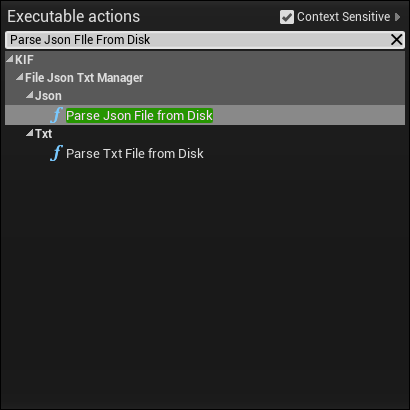 Executable actions
Context Sensitive
Parse Json FIle From Disk
KIF
File Json Txt Manager
Json
f Parse Json File from Disk
Txt
f Parse Txt File from Disk